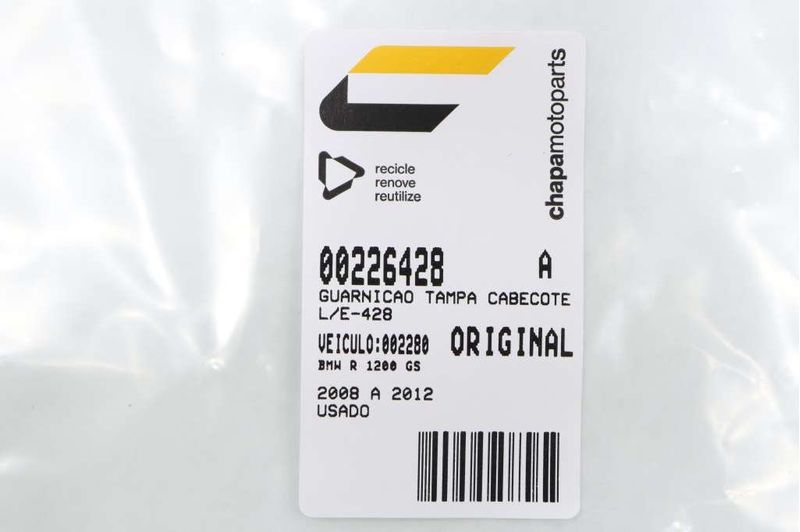 chapamotoparts
recicle
renove
reutilize
00226428 A
GUARNICAO TAMPA CABECOTE
L/E-428
VEICULO:002280 ORIGINAL
BMW R 1200 GS
2008 A 2012
USADO